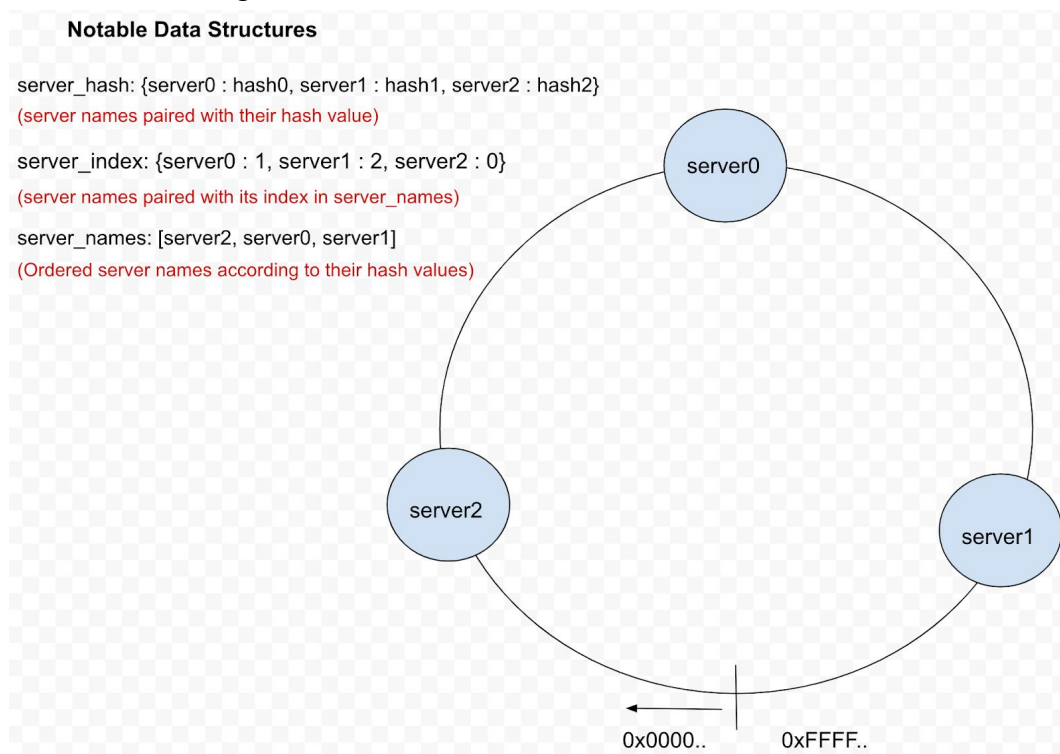 Notable Data Structures
server_hash: {server0 : hash0, server1 : hash1, server2 : hash2}
(server names paired with their hash value)
server_index: {server0 : 1, server1 : 2, server2 : 0}
(server names paired with its index in server_names)
server_names: [server2, server0, server1]
(Ordered server names according to their hash values)
server0
server2
server1
0x0000..
0xFFFF..